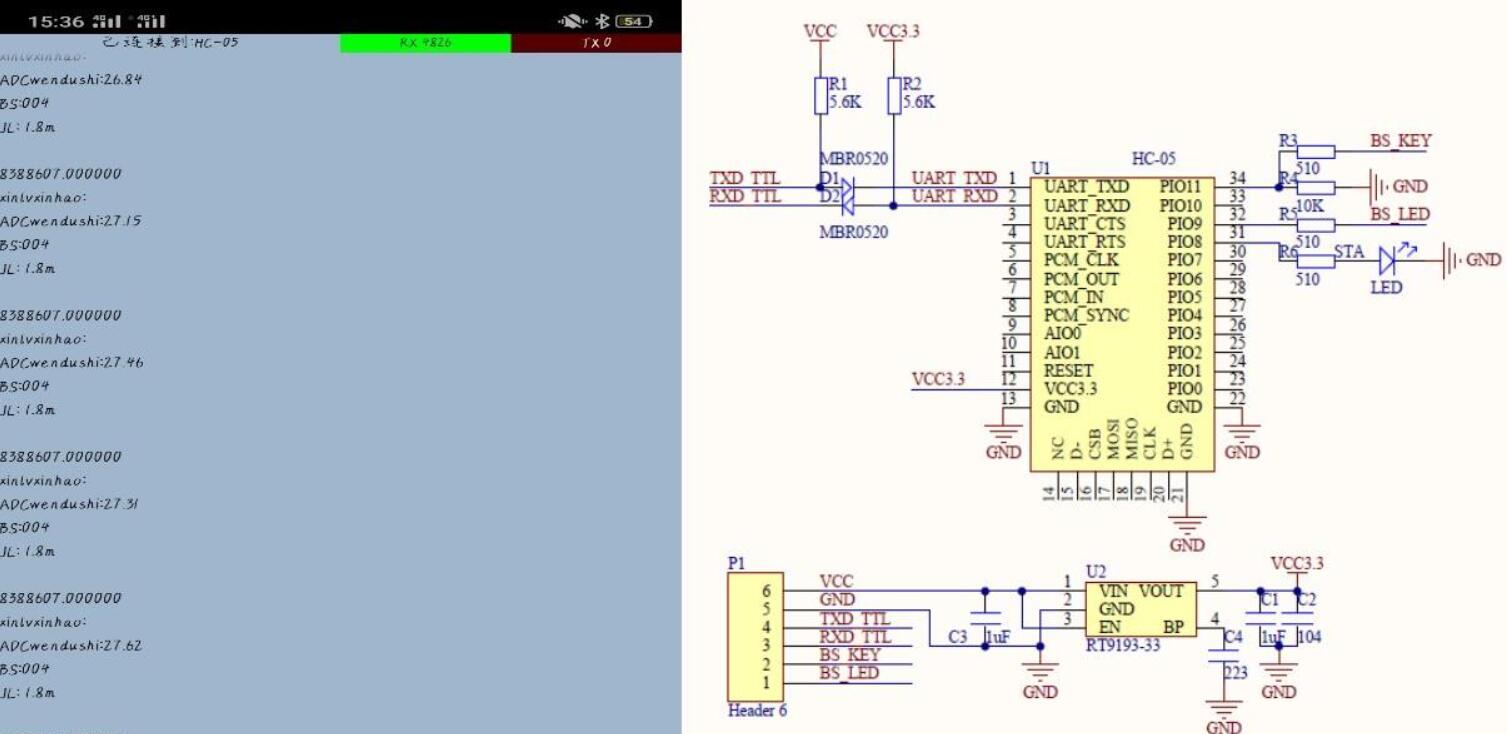 15:36 4G 4G 54
已连接到:HC-05 RX 4826 TX 0
xinlvxinhao:
ADCwendushi:26.84
BS:004
JL: 1.8m
8388607.000000
xinlvxinhao:
ADCwendushi:27.15
BS:004
JL: 1.8m
8388607.000000
xinlvxinhao:
ADCwendushi:27.46
BS:004
JL: 1.8m
8388607.000000
xinlvxinhao:
ADCwendushi:27.31
BS:004
JL: 1.8m
8388607.000000
xinlvxinhao:
ADCwendushi:27.62
BS:004
JL: 1.8m
VCC VCC3.3
R1 R2
5.6K 5.6K
MBR0520
TXD TTL D1 UART TXD
RXD TTL D2 UART RXD
MBR0520
U1 HC-05
1 UART_TXD PIO11 34
2 UART_RXD PIO10 33
3 UART_CTS PIO9 32
4 UART_RTS PIO8 31
5 PCM_CLK PIO7 30
6 PCM_OUT PIO6 29
7 PCM_IN PIO5 28
8 PCM_SYNC PIO4 27
9 AIO0 PIO3 26
10 AIO1 PIO2 25
11 RESET PIO1 24
VCC3.3 12 VCC3.3 PIO0 23
13 GND GND 22
GND GND
NC D- CSB MOSI MISO CLK D+ GND
14 15 16 17 18 19 20 21
GND
R3 BS_KEY
510
R4 GND
10K
R5 BS_LED
510
R6 STA GND
510 LED
P1
6 VCC
5 GND
4 TXD TTL
3 RXD TTL
2 BS KEY
1 BS LED
Header 6
C3 1uF
GND
U2
1 VIN VOUT 5
2 GND
3 EN BP 4
RT9193-33
VCC3.3
C1 C2
1uF 104
GND
C4
223
GND